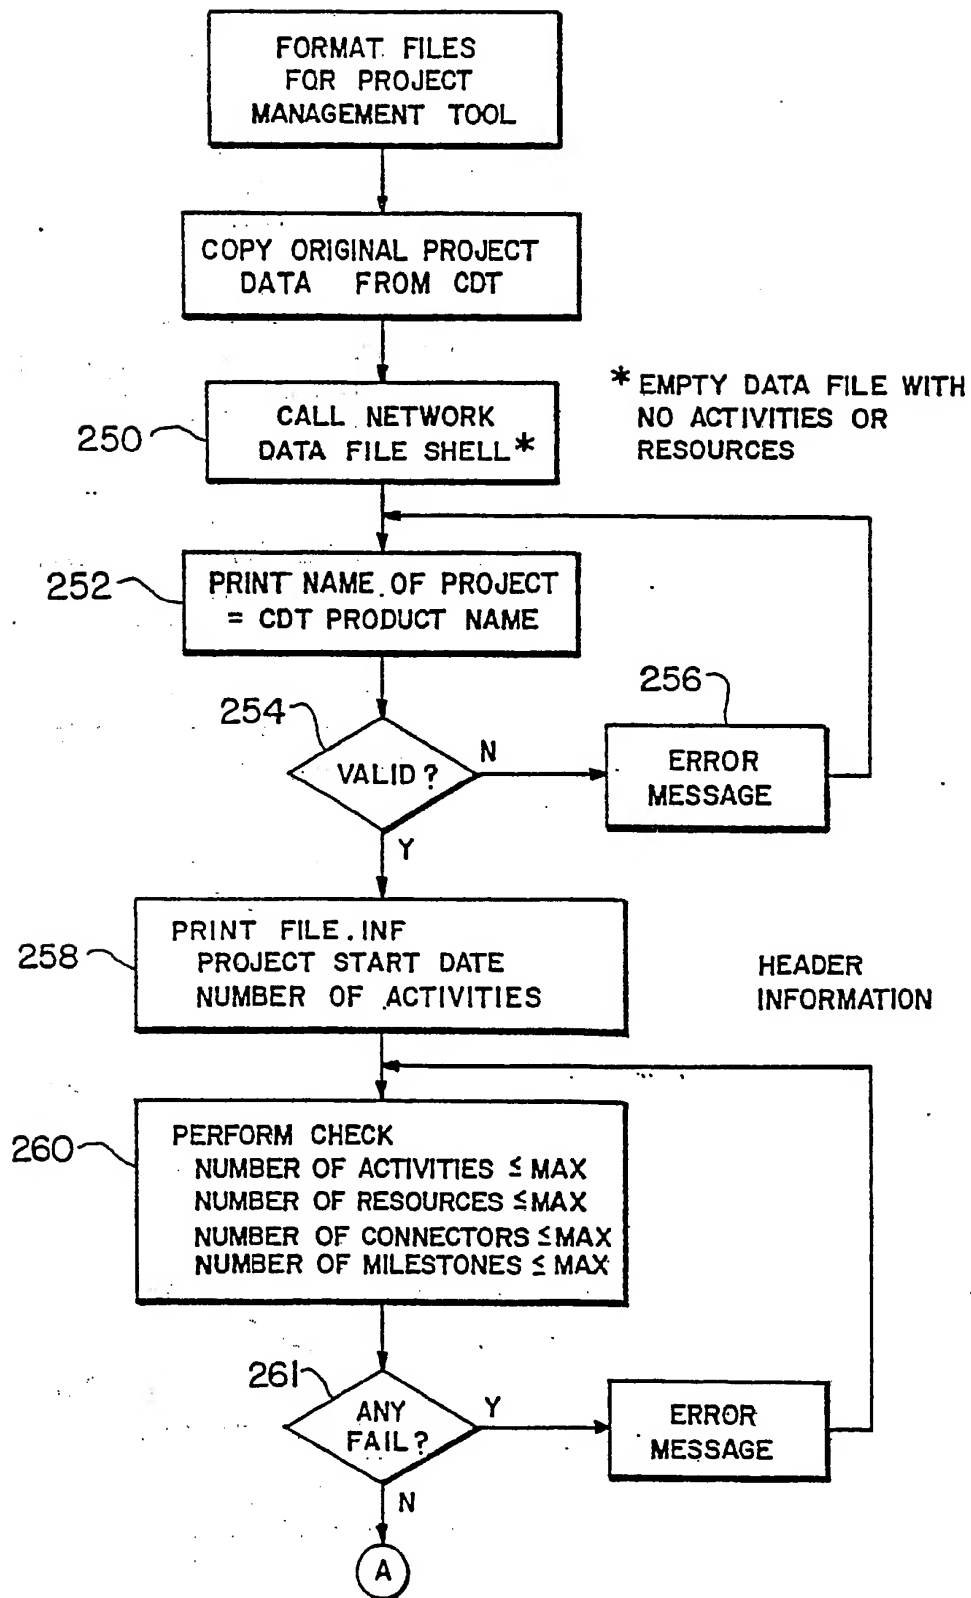 FORMAT FILES
FOR PROJECT
MANAGEMENT TOOL
COPY ORIGINAL PROJECT
DATA FROM CDT
250
CALL NETWORK
DATA FILE SHELL*
* EMPTY DATA FILE WITH
NO ACTIVITIES OR
RESOURCES
252
PRINT NAME OF PROJECT
= CDT PRODUCT NAME
254
VALID?
N
256
ERROR
MESSAGE
Y
258
PRINT FILE.INF
PROJECT START DATE
NUMBER OF ACTIVITIES
HEADER
INFORMATION
260
PERFORM CHECK
NUMBER OF ACTIVITIES ≤ MAX
NUMBER OF RESOURCES ≤ MAX
NUMBER OF CONNECTORS ≤ MAX
NUMBER OF MILESTONES ≤ MAX
261
ANY
FAIL?
Y
ERROR
MESSAGE
N
A